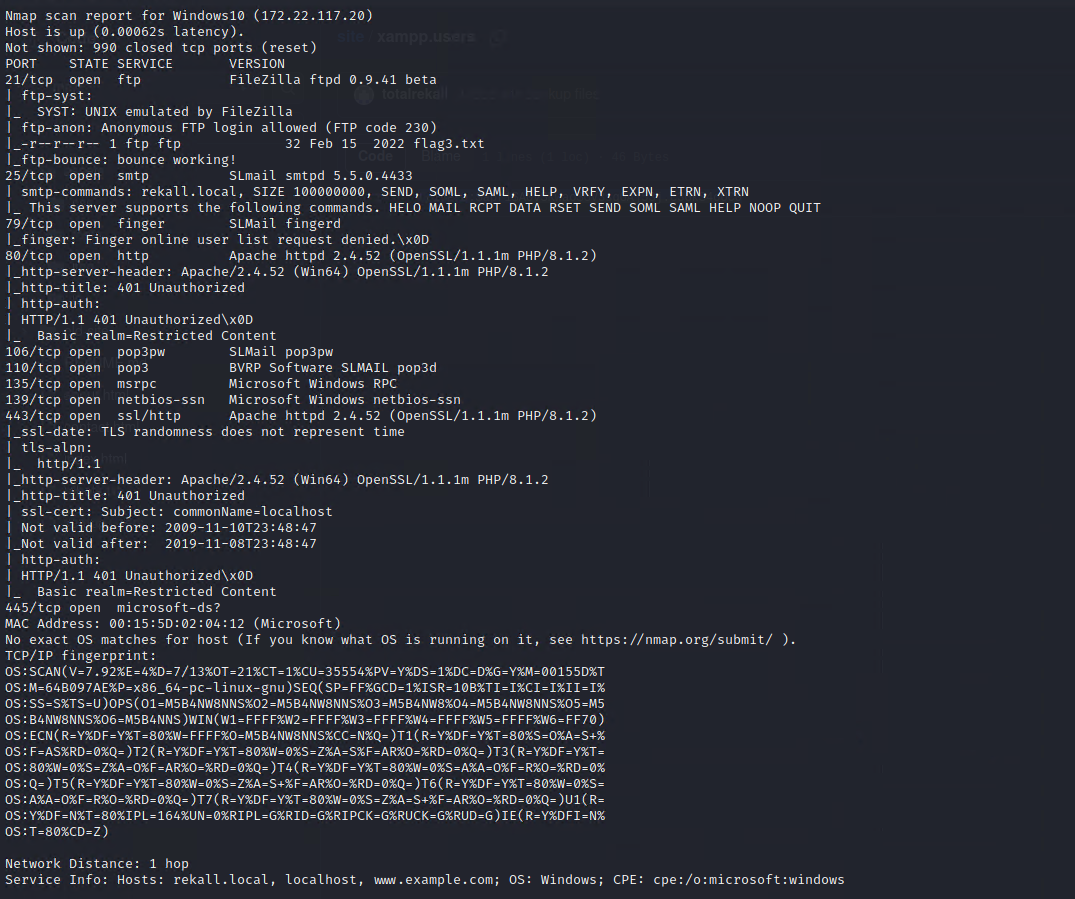 Nmap scan report for Windows10 (172.22.117.20)
Host is up (0.00062s latency).
Not shown: 990 closed tcp ports (reset)
PORT    STATE SERVICE       VERSION
21/tcp  open  ftp           FileZilla ftpd 0.9.41 beta
| ftp-syst:
|_  SYST: UNIX emulated by FileZilla
| ftp-anon: Anonymous FTP login allowed (FTP code 230)
|_-r--r--r-- 1 ftp ftp             32 Feb 15  2022 flag3.txt
|_ftp-bounce: bounce working!
25/tcp  open  smtp          SLmail smtpd 5.5.0.4433
| smtp-commands: rekall.local, SIZE 100000000, SEND, SOML, SAML, HELP, VRFY, EXPN, ETRN, XTRN
|_ This server supports the following commands. HELO MAIL RCPT DATA RSET SEND SOML SAML HELP NOOP QUIT
79/tcp  open  finger        SLMail fingerd
|_finger: Finger online user list request denied.\x0D
80/tcp  open  http          Apache httpd 2.4.52 (OpenSSL/1.1.1m PHP/8.1.2)
|_http-server-header: Apache/2.4.52 (Win64) OpenSSL/1.1.1m PHP/8.1.2
|_http-title: 401 Unauthorized
| http-auth:
| HTTP/1.1 401 Unauthorized\x0D
|_  Basic realm=Restricted Content
106/tcp open  pop3pw        SLMail pop3pw
110/tcp open  pop3          BVRP Software SLMAIL pop3d
135/tcp open  msrpc         Microsoft Windows RPC
139/tcp open  netbios-ssn   Microsoft Windows netbios-ssn
443/tcp open  ssl/http      Apache httpd 2.4.52 (OpenSSL/1.1.1m PHP/8.1.2)
|_ssl-date: TLS randomness does not represent time
| tls-alpn:
|_  http/1.1
|_http-server-header: Apache/2.4.52 (Win64) OpenSSL/1.1.1m PHP/8.1.2
|_http-title: 401 Unauthorized
| ssl-cert: Subject: commonName=localhost
| Not valid before: 2009-11-10T23:48:47
|_Not valid after:  2019-11-08T23:48:47
| http-auth:
| HTTP/1.1 401 Unauthorized\x0D
|_  Basic realm=Restricted Content
445/tcp open  microsoft-ds?
MAC Address: 00:15:5D:02:04:12 (Microsoft)
No exact OS matches for host (If you know what OS is running on it, see https://nmap.org/submit/ ).
TCP/IP fingerprint:
OS:SCAN(V=7.92%E=4%D=7/13%OT=21%CT=1%CU=35554%PV=Y%DS=1%DC=D%G=Y%M=00155D%T
OS:M=64B097AE%P=x86_64-pc-linux-gnu)SEQ(SP=FF%GCD=1%ISR=10B%TI=I%CI=I%II=I%
OS:SS=S%TS=U)OPS(O1=M5B4NW8NNS%O2=M5B4NW8NNS%O3=M5B4NW8%O4=M5B4NW8NNS%O5=M5
OS:B4NW8NNS%O6=M5B4NNS)WIN(W1=FFFF%W2=FFFF%W3=FFFF%W4=FFFF%W5=FFFF%W6=FF70)
OS:ECN(R=Y%DF=Y%T=80%W=FFFF%O=M5B4NW8NNS%CC=N%Q=)T1(R=Y%DF=Y%T=80%S=O%A=S+%
OS:F=AS%RD=0%Q=)T2(R=Y%DF=Y%T=80%W=0%S=Z%A=S%F=AR%O=%RD=0%Q=)T3(R=Y%DF=Y%T=
OS:80%W=0%S=Z%A=O%F=AR%O=%RD=0%Q=)T4(R=Y%DF=Y%T=80%W=0%S=A%A=O%F=R%O=%RD=0%
OS:Q=)T5(R=Y%DF=Y%T=80%W=0%S=Z%A=S+%F=AR%O=%RD=0%Q=)T6(R=Y%DF=Y%T=80%W=0%S=
OS:A%A=O%F=R%O=%RD=0%Q=)T7(R=Y%DF=Y%T=80%W=0%S=Z%A=S+%F=AR%O=%RD=0%Q=)U1(R=
OS:Y%DF=N%T=80%IPL=164%UN=0%RIPL=G%RID=G%RIPCK=G%RUCK=G%RUD=G)IE(R=Y%DFI=N%
OS:T=80%CD=Z)
Network Distance: 1 hop
Service Info: Hosts: rekall.local, localhost, www.example.com; OS: Windows; CPE: cpe:/o:microsoft:windows